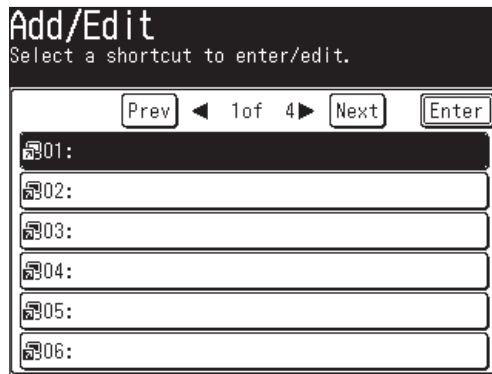 Add/Edit
Select a shortcut to enter/edit.
Prev ◀ 1of 4▶ Next Enter
01:
02:
03:
04:
05:
06: